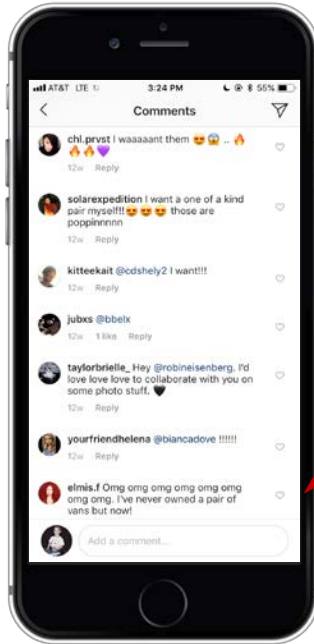 AT&T LTE 3:24 PM 55%
Comments
chl.prvst I waaaaant them 😍😱 .. 🔥
🔥🔥💜
12w Reply
solarexpedition I want a one of a kind
pair myself!!😍😍😍 those are
poppinnnnn
12w Reply
kitteekait @cdshely2 I want!!!
12w Reply
jubxs @bbelx
12w 1 like Reply
taylorbrielle_ Hey @robineisenberg. I'd
love love love to collaborate with you on
some photo stuff. 🖤
12w Reply
yourfriendhelena @biancadove !!!!!!
12w Reply
elmis.f Omg omg omg omg omg omg
omg omg. I've never owned a pair of
vans but now!
Add a comment...